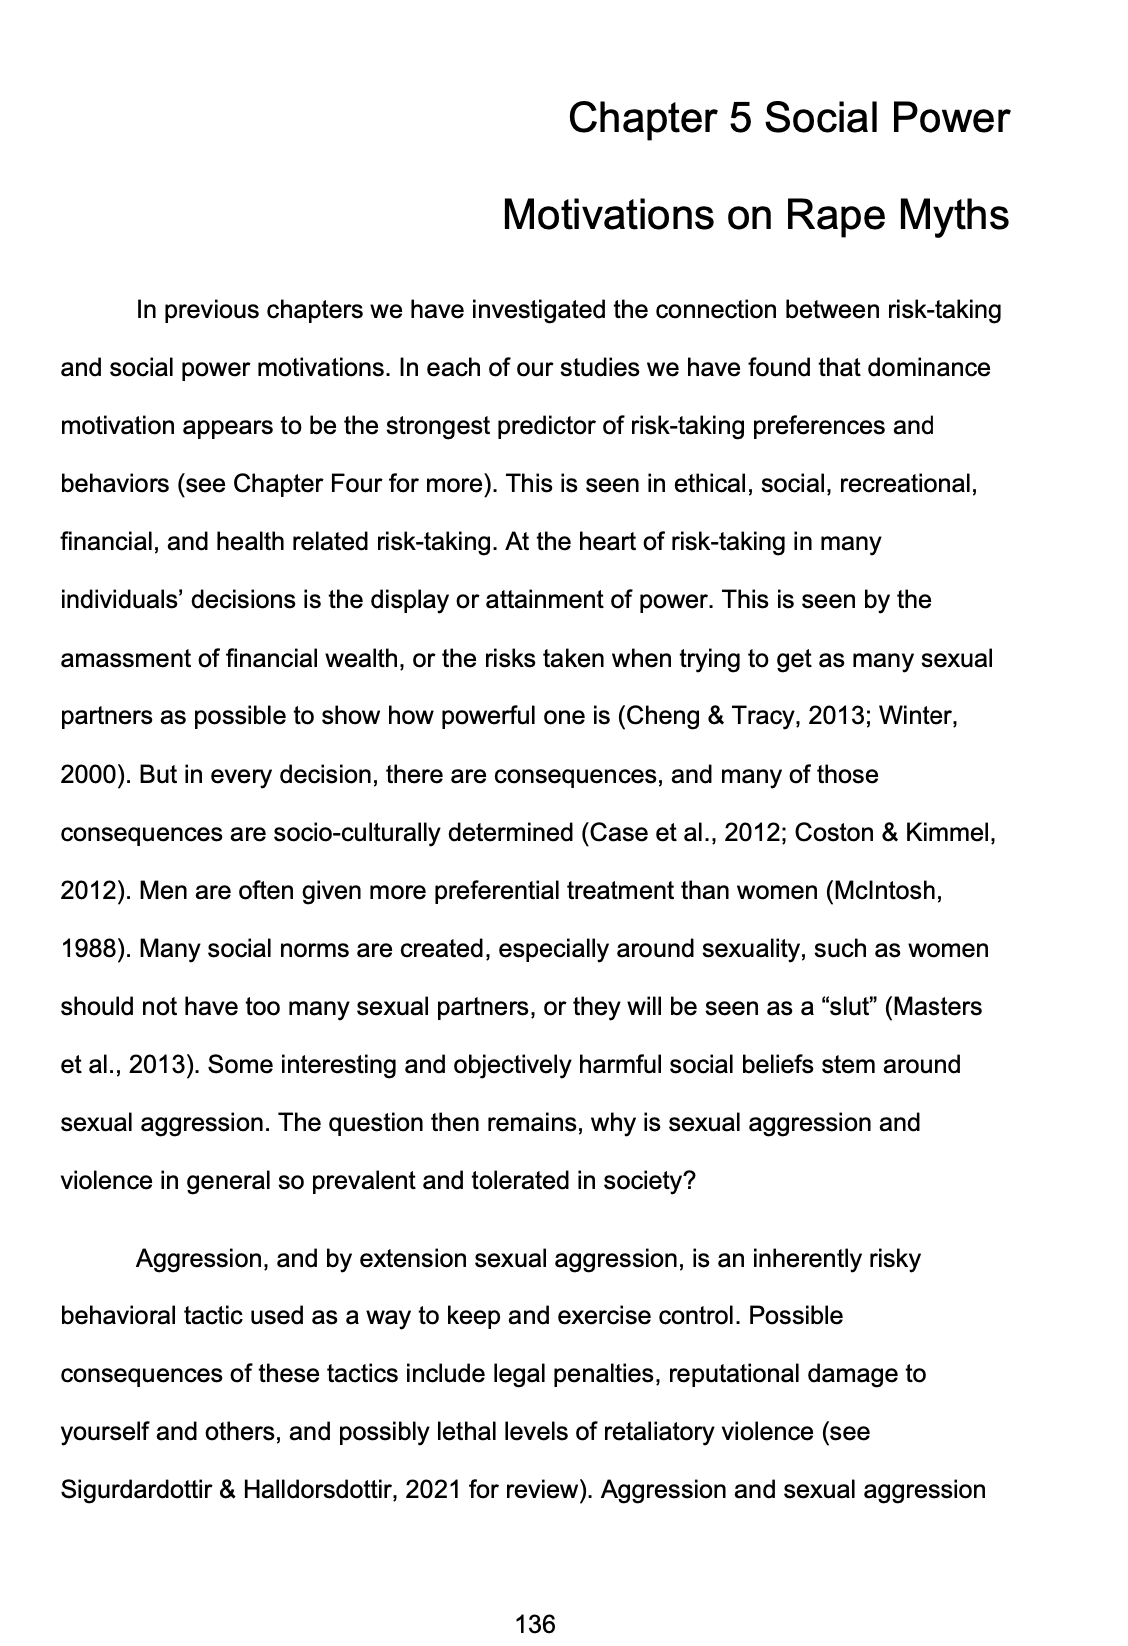 Chapter 5 Social Power
Motivations on Rape Myths
In previous chapters we have investigated the connection between risk-taking
and social power motivations. In each of our studies we have found that dominance
motivation appears to be the strongest predictor of risk-taking preferences and
behaviors (see Chapter Four for more). This is seen in ethical, social, recreational,
financial, and health related risk-taking. At the heart of risk-taking in many
individuals’ decisions is the display or attainment of power. This is seen by the
amassment of financial wealth, or the risks taken when trying to get as many sexual
partners as possible to show how powerful one is (Cheng & Tracy, 2013; Winter,
2000). But in every decision, there are consequences, and many of those
consequences are socio-culturally determined (Case et al., 2012; Coston & Kimmel,
2012). Men are often given more preferential treatment than women (McIntosh,
1988). Many social norms are created, especially around sexuality, such as women
should not have too many sexual partners, or they will be seen as a “slut” (Masters
et al., 2013). Some interesting and objectively harmful social beliefs stem around
sexual aggression. The question then remains, why is sexual aggression and
violence in general so prevalent and tolerated in society?
Aggression, and by extension sexual aggression, is an inherently risky
behavioral tactic used as a way to keep and exercise control. Possible
consequences of these tactics include legal penalties, reputational damage to
yourself and others, and possibly lethal levels of retaliatory violence (see
Sigurdardottir & Halldorsdottir, 2021 for review). Aggression and sexual aggression
136